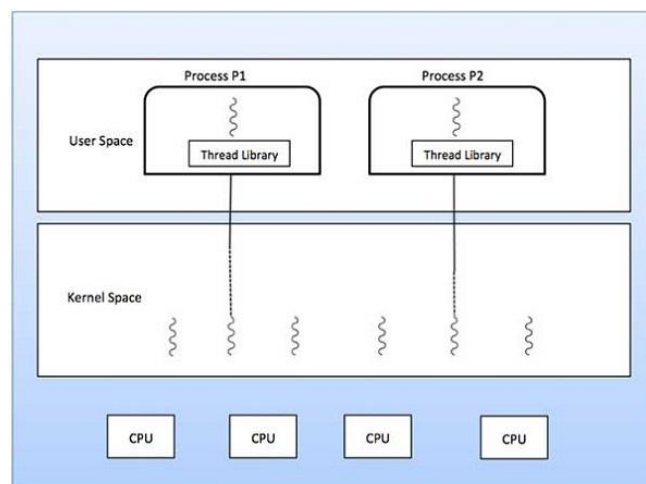 Process P1
Process P2
User Space
Thread Library
Thread Library
Kernel Space
CPU
CPU
CPU
CPU